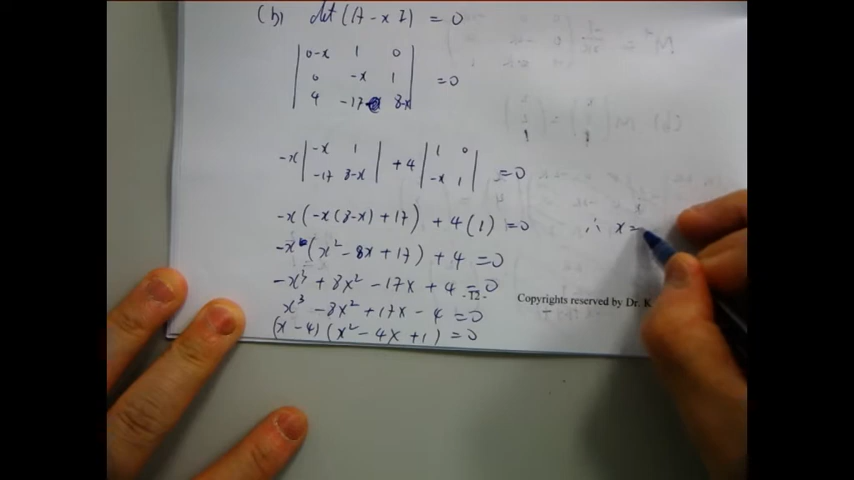 (b) det (A - x I) = 0
| 0-x 1 0 |
| 0 -x 1 | = 0
| 4 -17 8-x |
-x | -x 1 | + 4 | 1 0 | = 0
| -17 8-x | | -x 1 |
-x ( -x (8-x) + 17 ) + 4 ( 1 ) = 0
∴ x =
-x ( x² - 8x + 17 ) + 4 = 0
-x³ + 8x² - 17x + 4 = 0
- 12 -
Copyrights reserved by Dr. K
x³ - 8x² + 17x - 4 = 0
(x - 4) ( x² - 4x + 1 ) = 0